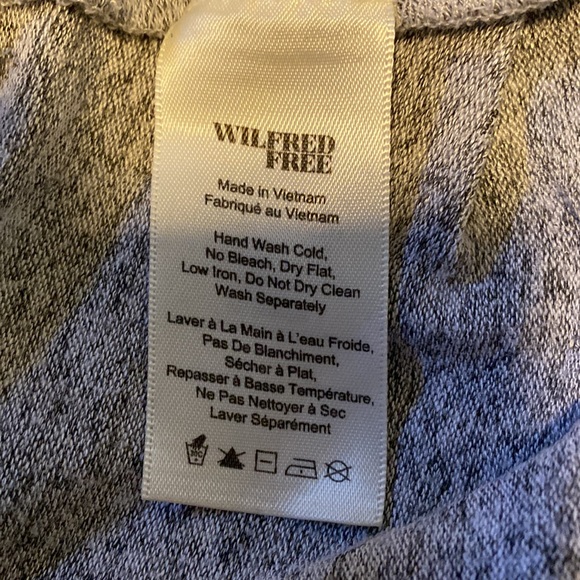 WILFRED
FREE
Made in Vietnam
Fabriqué au Vietnam
Hand Wash Cold,
No Bleach, Dry Flat,
Low Iron, Do Not Dry Clean
Wash Separately
Laver à La Main à L'eau Froide,
Pas De Blanchiment,
Sécher à Plat,
Repasser à Basse Température,
Ne Pas Nettoyer à Sec
Laver Séparément